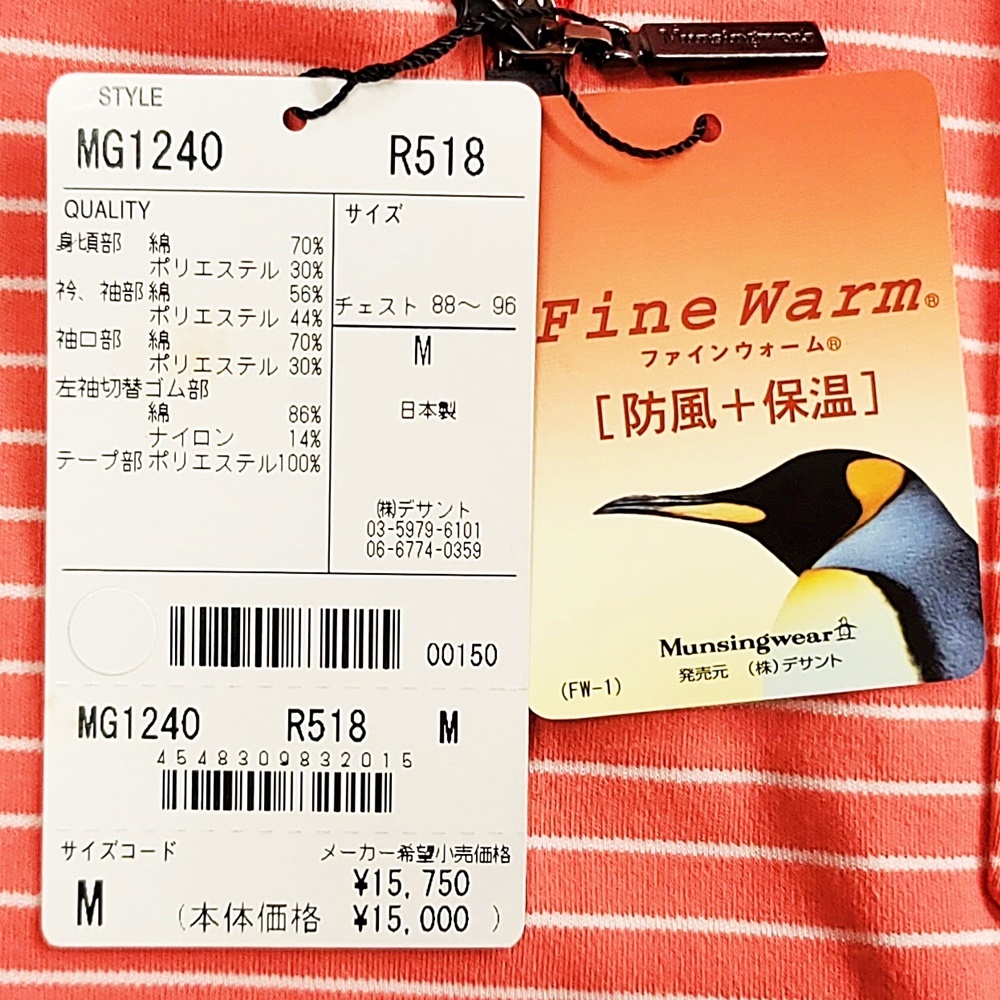 Munsingwear
STYLE
MG1240 R518
QUALITY
身頃部 綿 70%
ポリエステル 30%
衿、袖部 綿 56%
ポリエステル 44%
袖口部 綿 70%
ポリエステル 30%
左袖切替ゴム部
綿 86%
ナイロン 14%
テープ部 ポリエステル100%
サイズ
チェスト 88〜 96
M
日本製
㈱デサント
03-5979-6101
06-6774-0359
00150
MG1240 R518 M
4548309832015
サイズコード
M
メーカー希望小売価格
¥15,750
(本体価格 ¥15,000 )
Fine Warm®
ファインウォーム®
[防風+保温]
Munsingwear
発売元 (株)デサント
(FW-1)